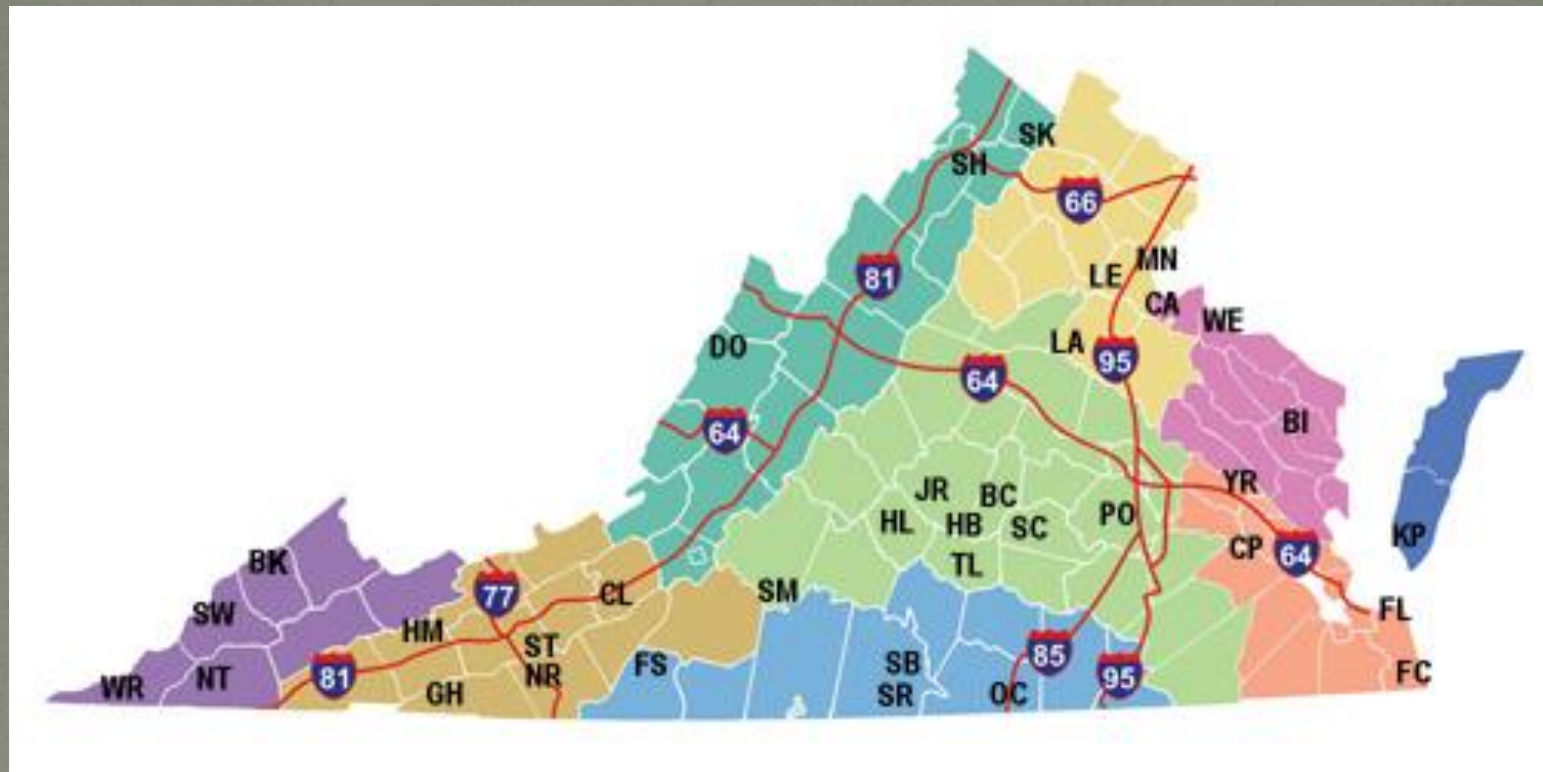 SK
SH
66
MN
LE
81
CA
WE
DO
LA
95
64
BI
64
YR
JR
BC
PO
HL
HB
SC
KP
CP
64
BK
TL
77
CL
SM
FL
SW
HM
ST
FS
85
SB
NR
FC
NT
81
95
WR
GH
SR
OC